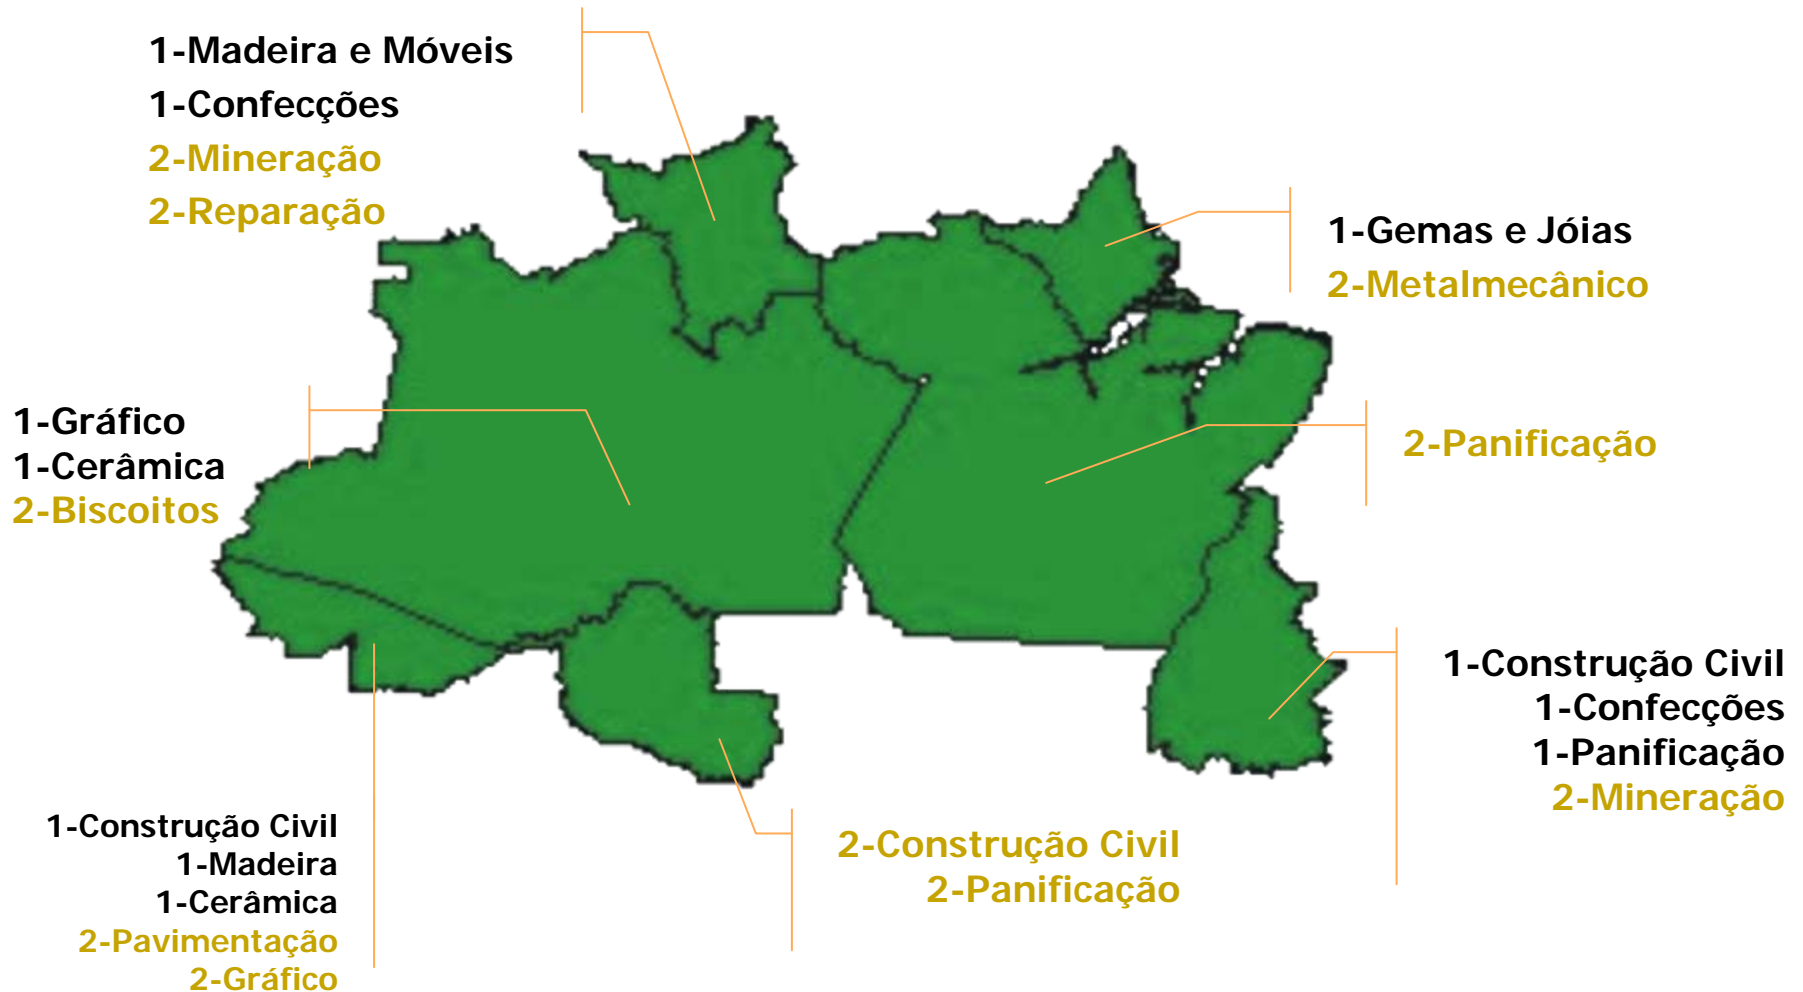 1-Madeira e Móveis
1-Confecções
2-Mineração
2-Reparação
1-Gemas e Jóias
2-Metalmecânico
1-Gráfico
1-Cerâmica
2-Biscoitos
2-Panificação
1-Construção Civil
1-Confecções
1-Panificação
2-Mineração
1-Construção Civil
1-Madeira
1-Cerâmica
2-Pavimentação
2-Gráfico
2-Construção Civil
2-Panificação